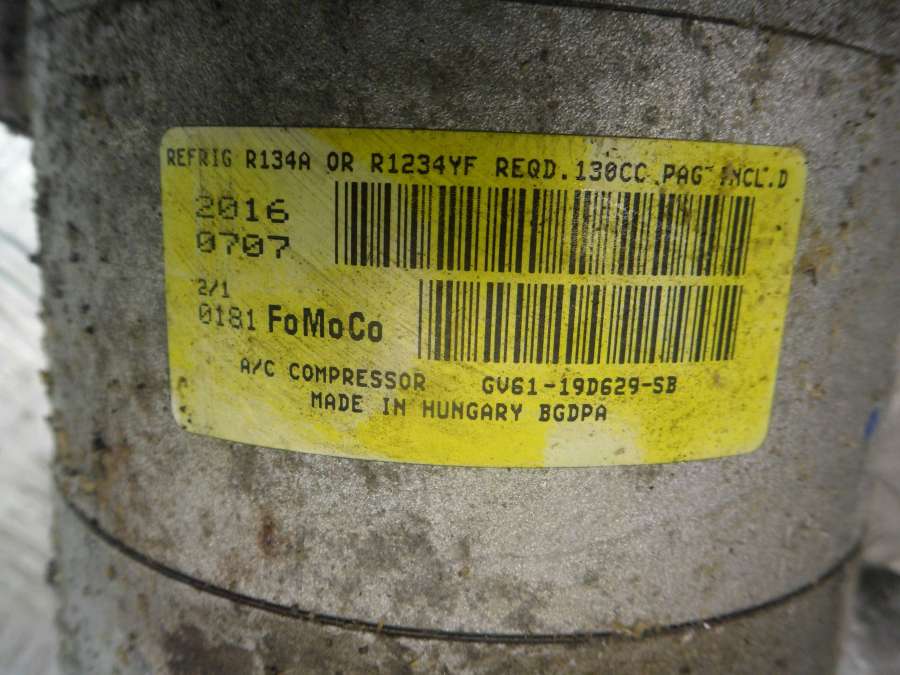 REFRIG R134A OR R1234YF REQD.130CC.PAG INCL.D
2016
0707
2/1
0181 FoMoCo
A/C COMPRESSOR GV61-19D629-SB
MADE IN HUNGARY BGDPA